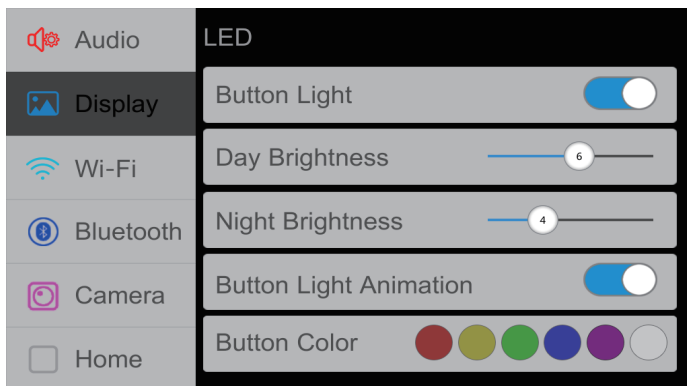 Audio
Display
Wi-Fi
Bluetooth
Camera
Home
LED
Button Light
Day Brightness 6
Night Brightness 4
Button Light Animation
Button Color